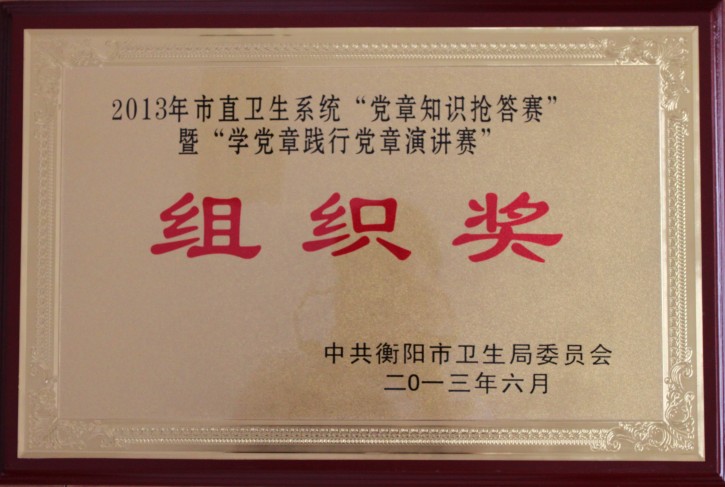 2013年市直卫生系统“党章知识抢答赛”
暨“学党章践行党章演讲赛”
组织奖
中共衡阳市卫生局委员会
二0一三年六月